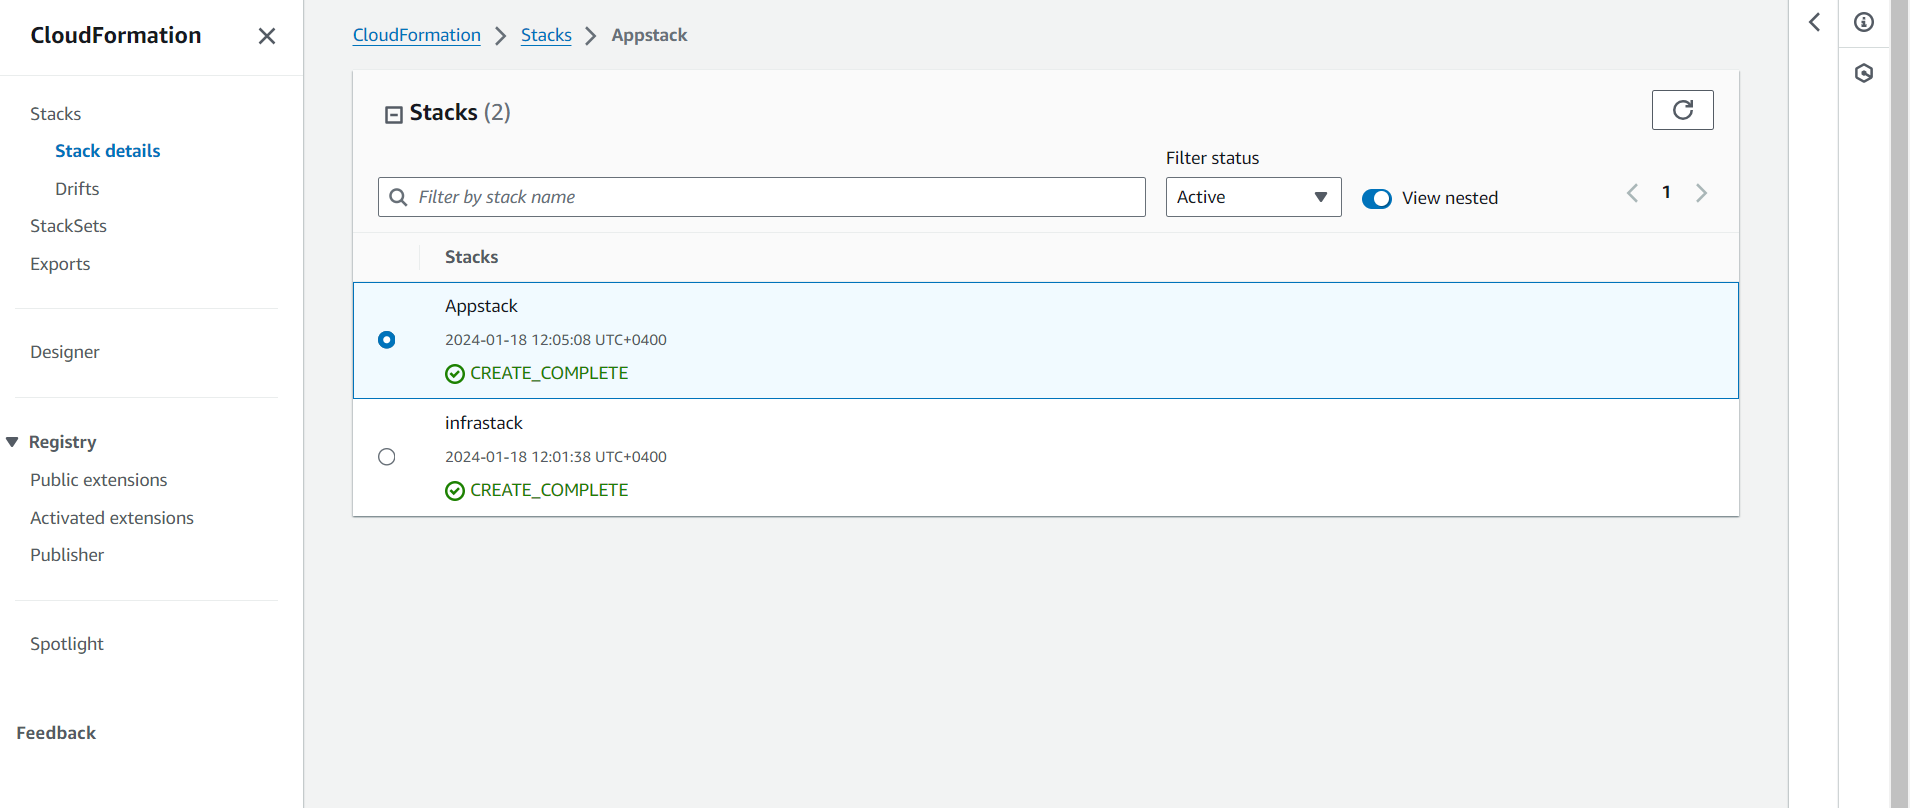 CloudFormation
Stacks
Stack details
Drifts
StackSets
Exports
Designer
Registry
Public extensions
Activated extensions
Publisher
Spotlight
Feedback
CloudFormation > Stacks > Appstack
Stacks (2)
Filter status
Filter by stack name
Active
View nested
1
Stacks
Appstack
2024-01-18 12:05:08 UTC+0400
CREATE_COMPLETE
infrastack
2024-01-18 12:01:38 UTC+0400
CREATE_COMPLETE